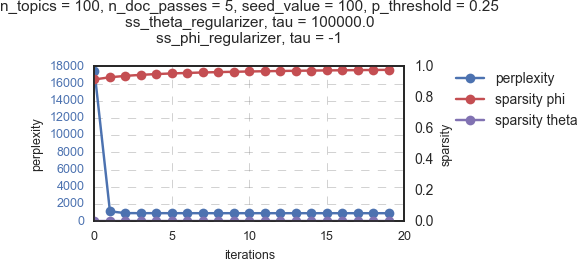 n_topics = 100, n_doc_passes = 5, seed_value = 100, p_threshold = 0.25
ss_theta_regularizer, tau = 100000.0
ss_phi_regularizer, tau = -1
18000
16000
14000
12000
10000
8000
6000
4000
2000
0
perplexity
0
5
10
15
20
iterations
1.0
0.8
0.6
0.4
0.2
0.0
sparsity
perplexity
sparsity phi
sparsity theta